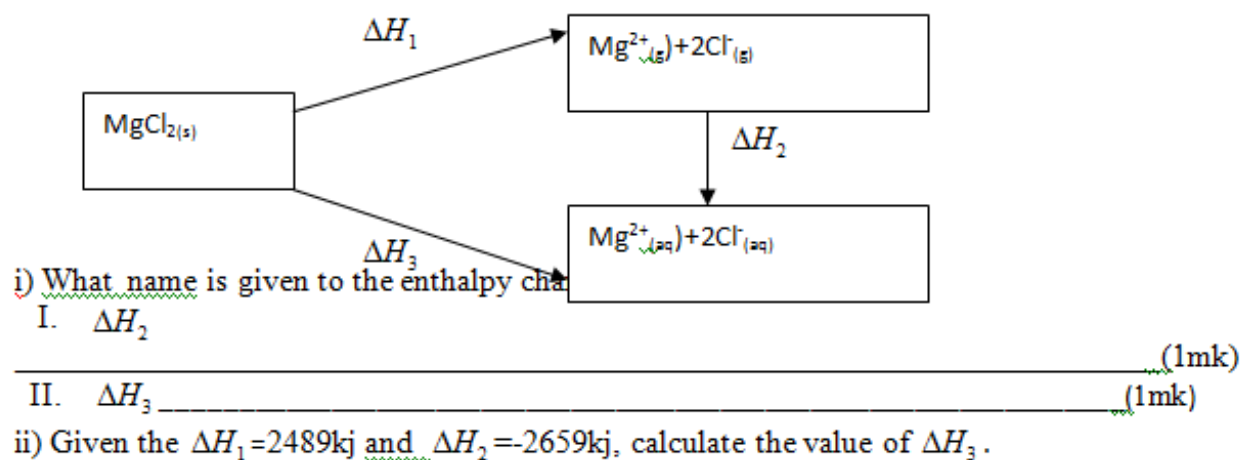 ΔH₁
Mg²⁺₍g₎)+2Cl⁻₍g₎
MgCl₂₍s₎
ΔH₂
Mg²⁺₍aq₎)+2Cl⁻₍aq₎
ΔH₃
i) What name is given to the enthalpy cha
I. ΔH₂
(1mk)
II. ΔH₃ (1mk)
ii) Given the ΔH₁=2489kj and ΔH₂=-2659kj, calculate the value of ΔH₃.